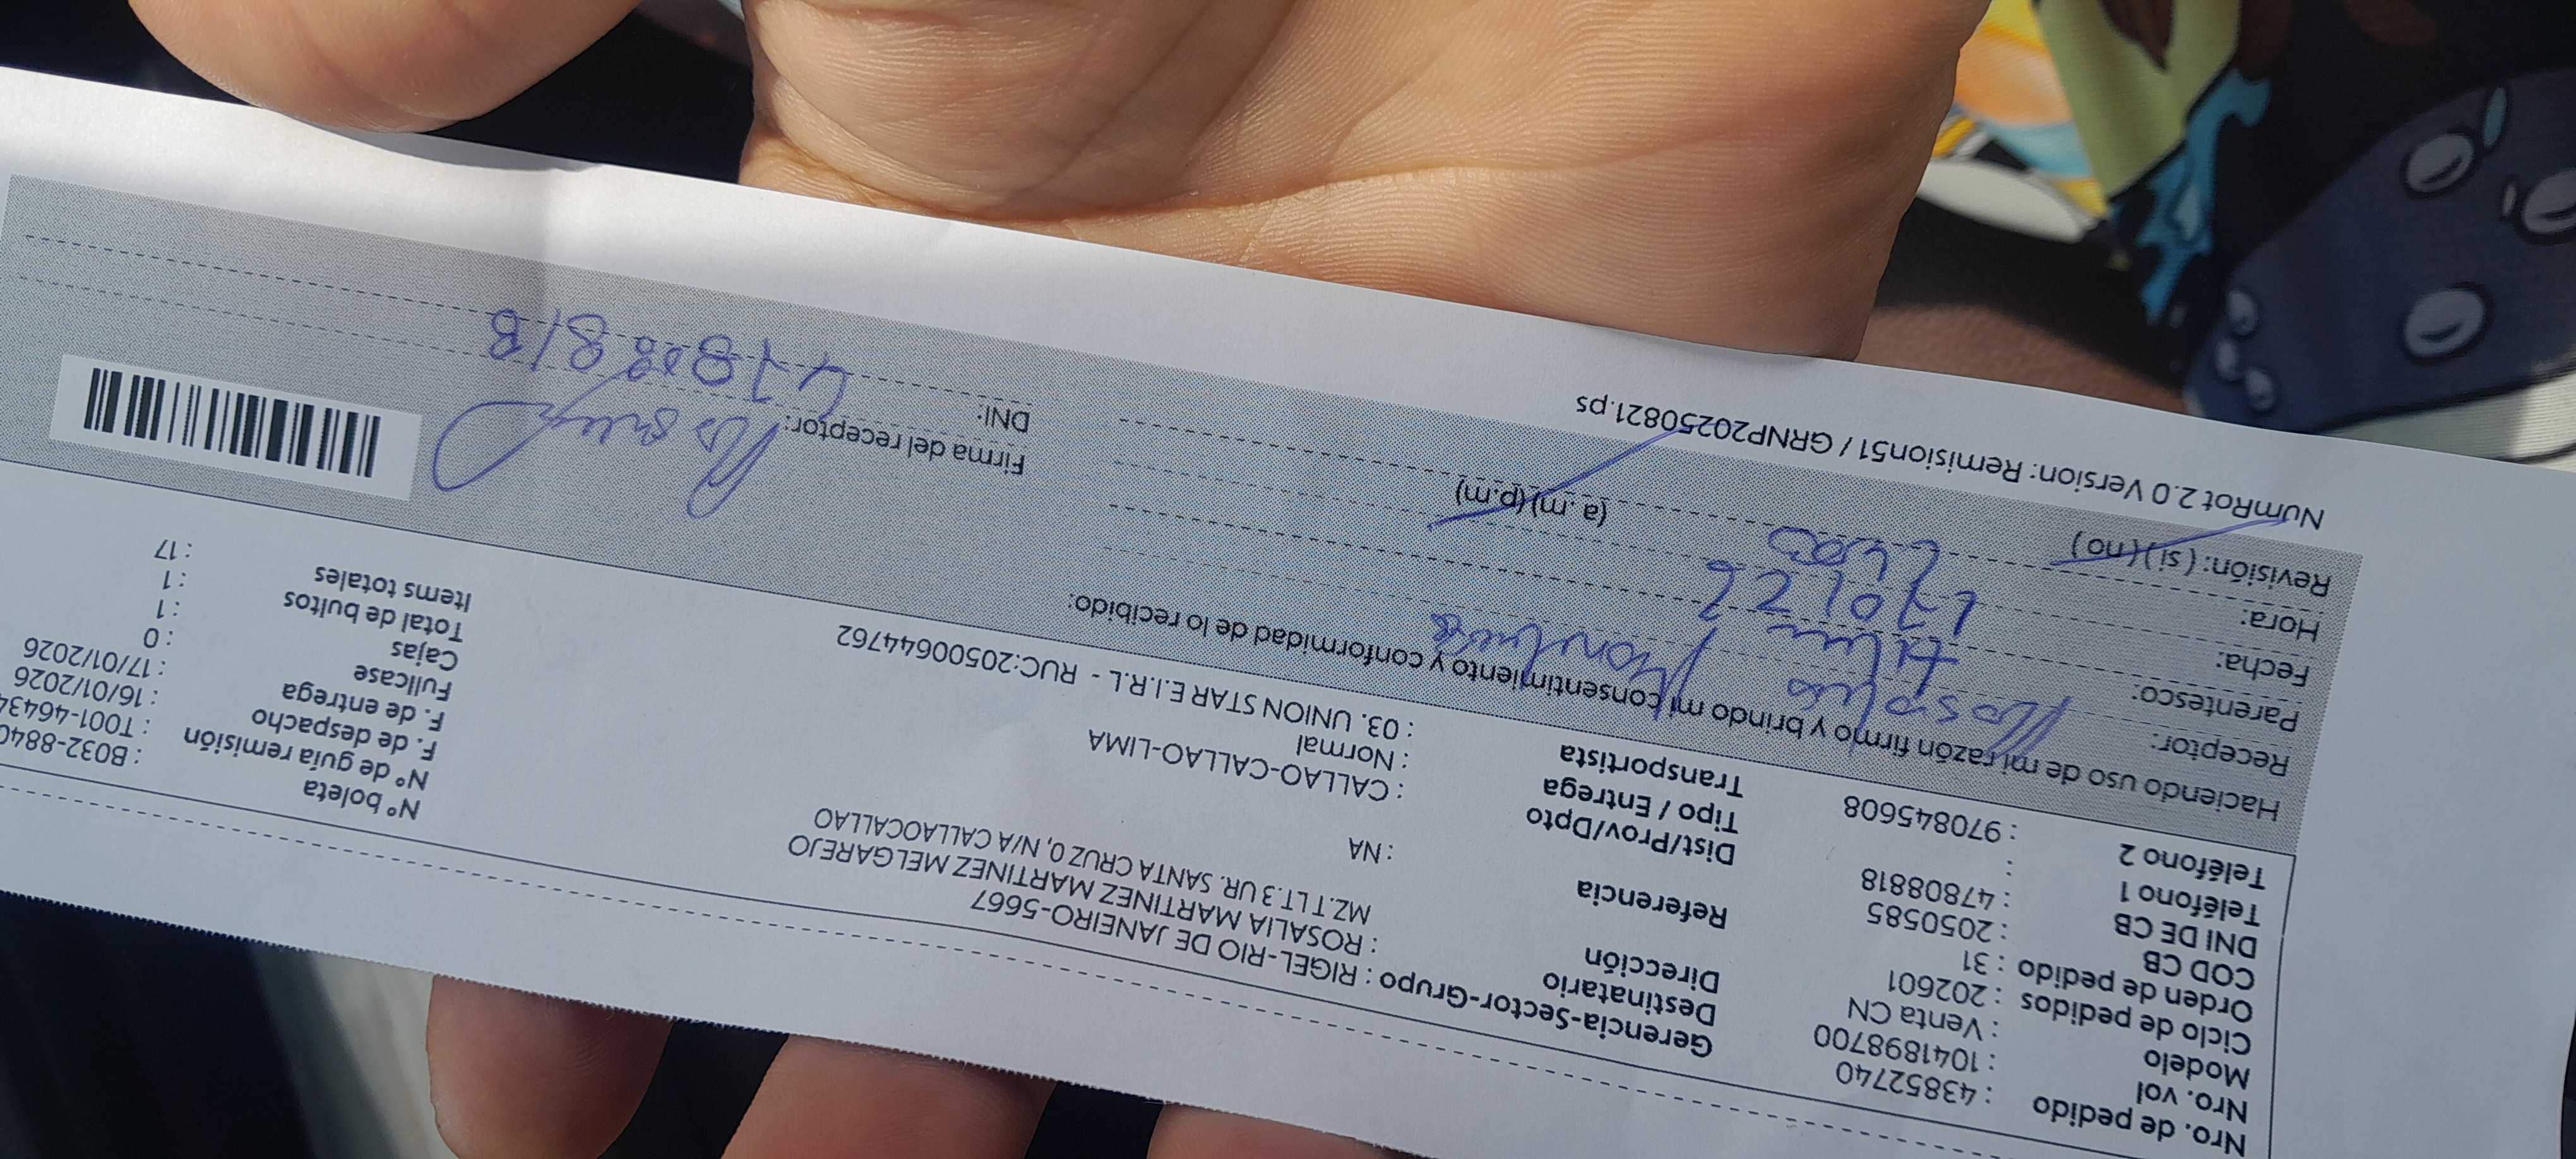 Nro. de pedido : 43852740
Nro. vol : 1041898700
Modelo : Venta CN
Ciclo de pedidos : 202601
Orden de pedido : 31
COD CB : 2050585
DNI DE CB : 47808818
Teléfono 1 :
Teléfono 2 : 970845608
Gerencia-Sector-Grupo : RIGEL-RIO DE JANEIRO-5667
Destinatario : ROSALIA MARTINEZ MARTINEZ MELGAREJO
Dirección MZ.T LT.3 UR. SANTA CRUZ 0, N/A CALLAOCALLAO
Referencia : NA
Dist/Prov/Dpto : CALLAO-CALLAO-LIMA
Tipo / Entrega : Normal
Transportista : 03. UNION STAR E.I.R.L - RUC:20500644762
N° boleta : B032-8840
N° de guía remisión : T001-46434
F. de despacho : 16/01/2026
F. de entrega : 17/01/2026
Fullcase : 0
Cajas : 1
Total de bultos : 1
Items totales : 17
Haciendo uso de mi razón firmo y brindo mi consentimiento y conformidad de lo recibido:
Receptor:
Parentesco:
Fecha:
Hora: (a. m) (p.m)
Revisión: ( si ) ( no )
Firma del receptor:
DNI: 47808818
NumRot 2.0 Version: Remision51 / GRNP20250821.ps